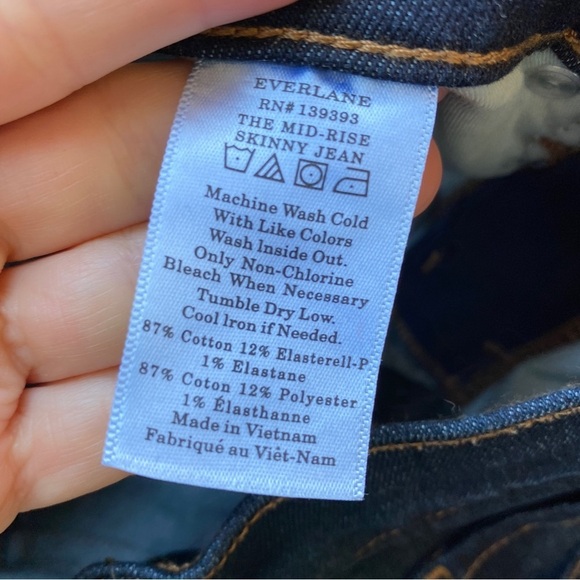 EVERLANE
RN# 139393
THE MID-RISE
SKINNY JEAN
Machine Wash Cold
With Like Colors
Wash Inside Out.
Only Non-Chlorine
Bleach When Necessary
Tumble Dry Low.
Cool Iron if Needed.
87% Cotton 12% Elasterell-P
1% Elastane
87% Coton 12% Polyester
1% Élasthanne
Made in Vietnam
Fabriqué au Viêt-Nam